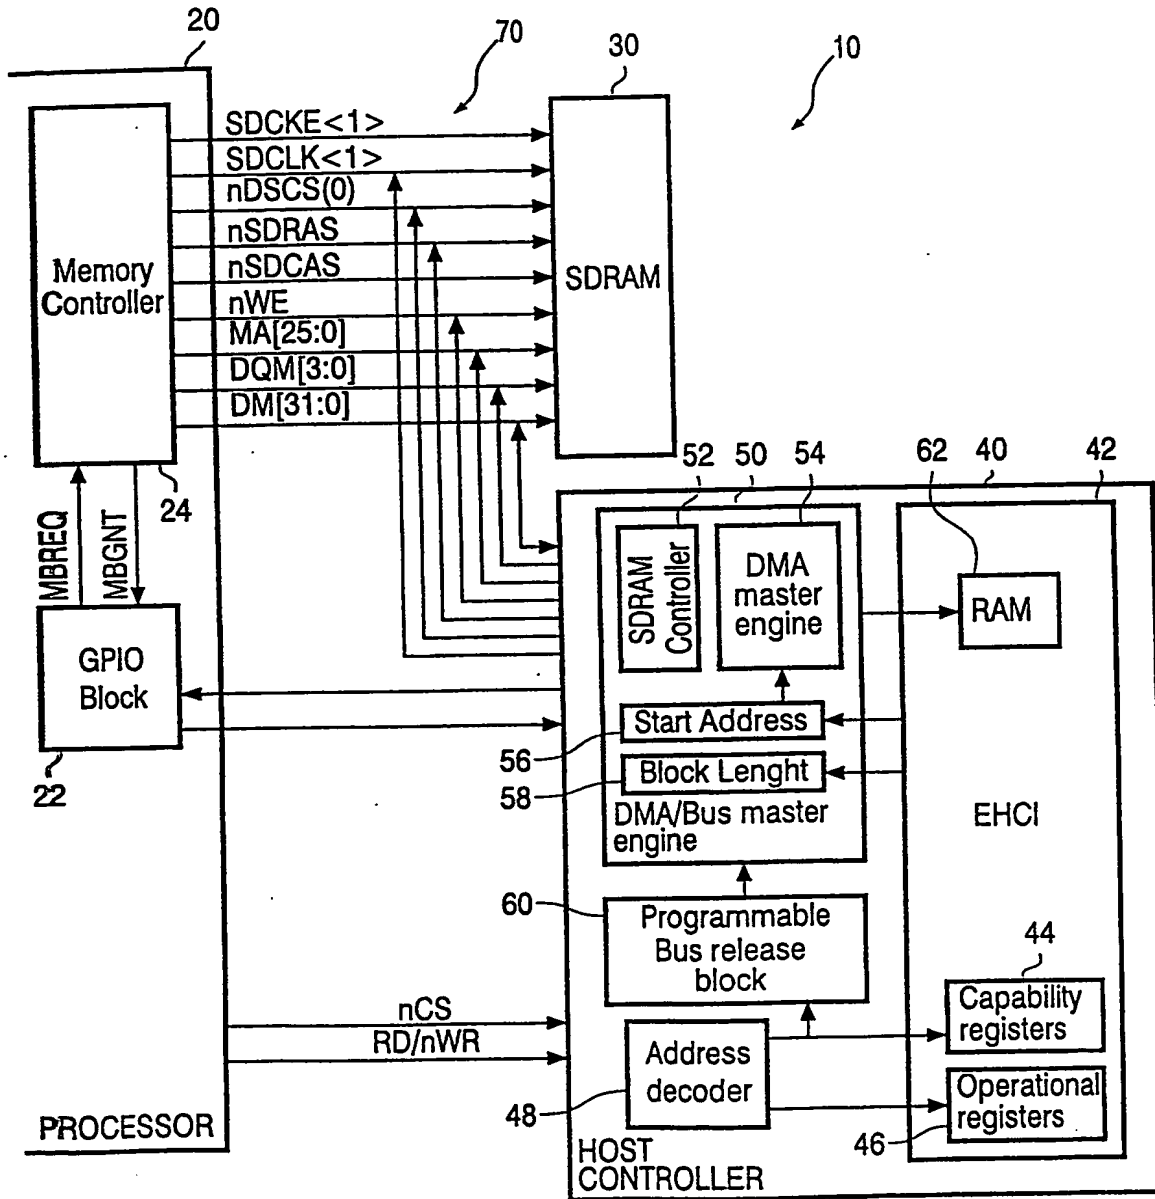 20
70
30
10
SDCKE<1>
SDCLK<1>
nDSCS(0)
nSDRAS
nSDCAS
nWE
MA[25:0]
DQM[3:0]
DM[31:0]
Memory
Controller
SDRAM
24
MBREQ
MBGNT
GPIO
Block
22
52
50
54
62
40
42
SDRAM
Controller
DMA
master
engine
RAM
Start Address
56
Block Lenght
58
DMA/Bus master
engine
EHCI
60
Programmable
Bus release
block
44
Capability
registers
nCS
RD/nWR
Address
decoder
48
Operational
registers
46
PROCESSOR
HOST
CONTROLLER